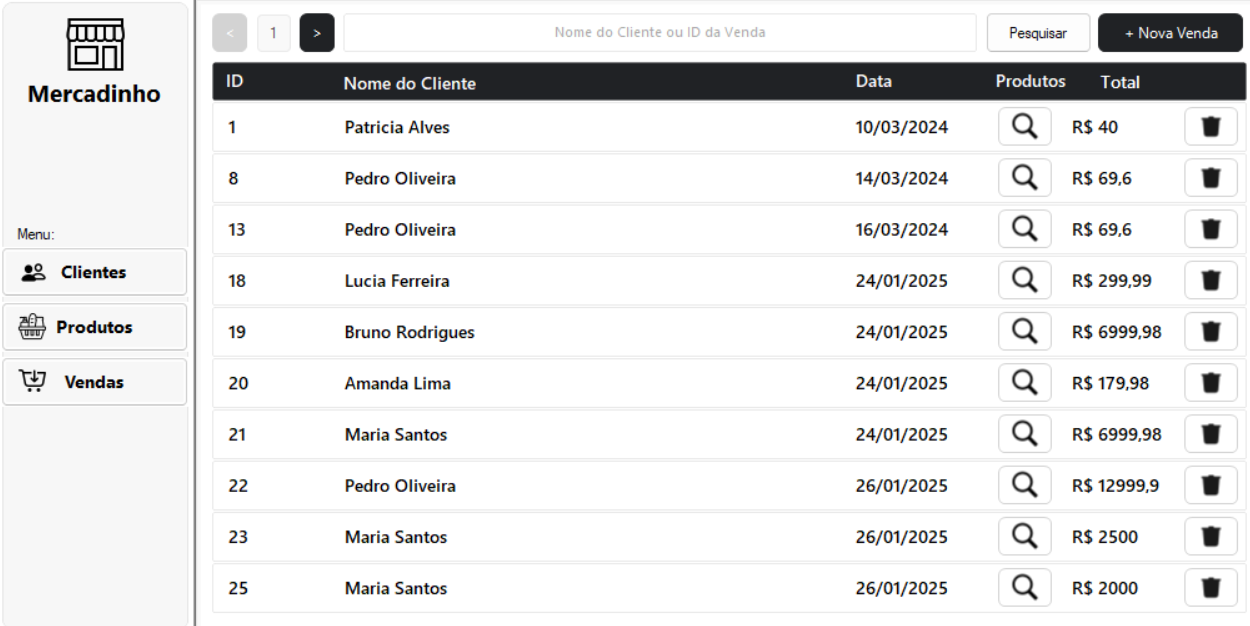 Mercadinho
Menu:
Clientes
Produtos
Vendas
< 1 > Nome do Cliente ou ID da Venda Pesquisar + Nova Venda
ID Nome do Cliente Data Produtos Total
1 Patricia Alves 10/03/2024 R$ 40
8 Pedro Oliveira 14/03/2024 R$ 69,6
13 Pedro Oliveira 16/03/2024 R$ 69,6
18 Lucia Ferreira 24/01/2025 R$ 299,99
19 Bruno Rodrigues 24/01/2025 R$ 6999,98
20 Amanda Lima 24/01/2025 R$ 179,98
21 Maria Santos 24/01/2025 R$ 6999,98
22 Pedro Oliveira 26/01/2025 R$ 12999,9
23 Maria Santos 26/01/2025 R$ 2500
25 Maria Santos 26/01/2025 R$ 2000